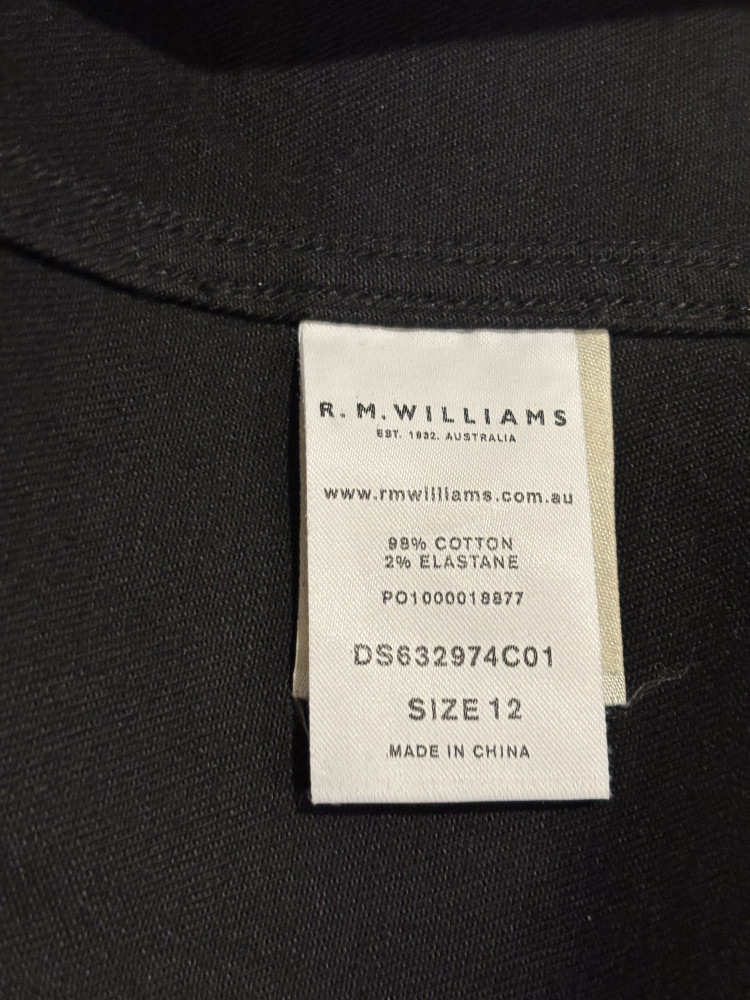 R.M.WILLIAMS
EST. 1932. AUSTRALIA
www.rmwilliams.com.au
98% COTTON
2% ELASTANE
PO1000018877
DS632974C01
SIZE 12
MADE IN CHINA